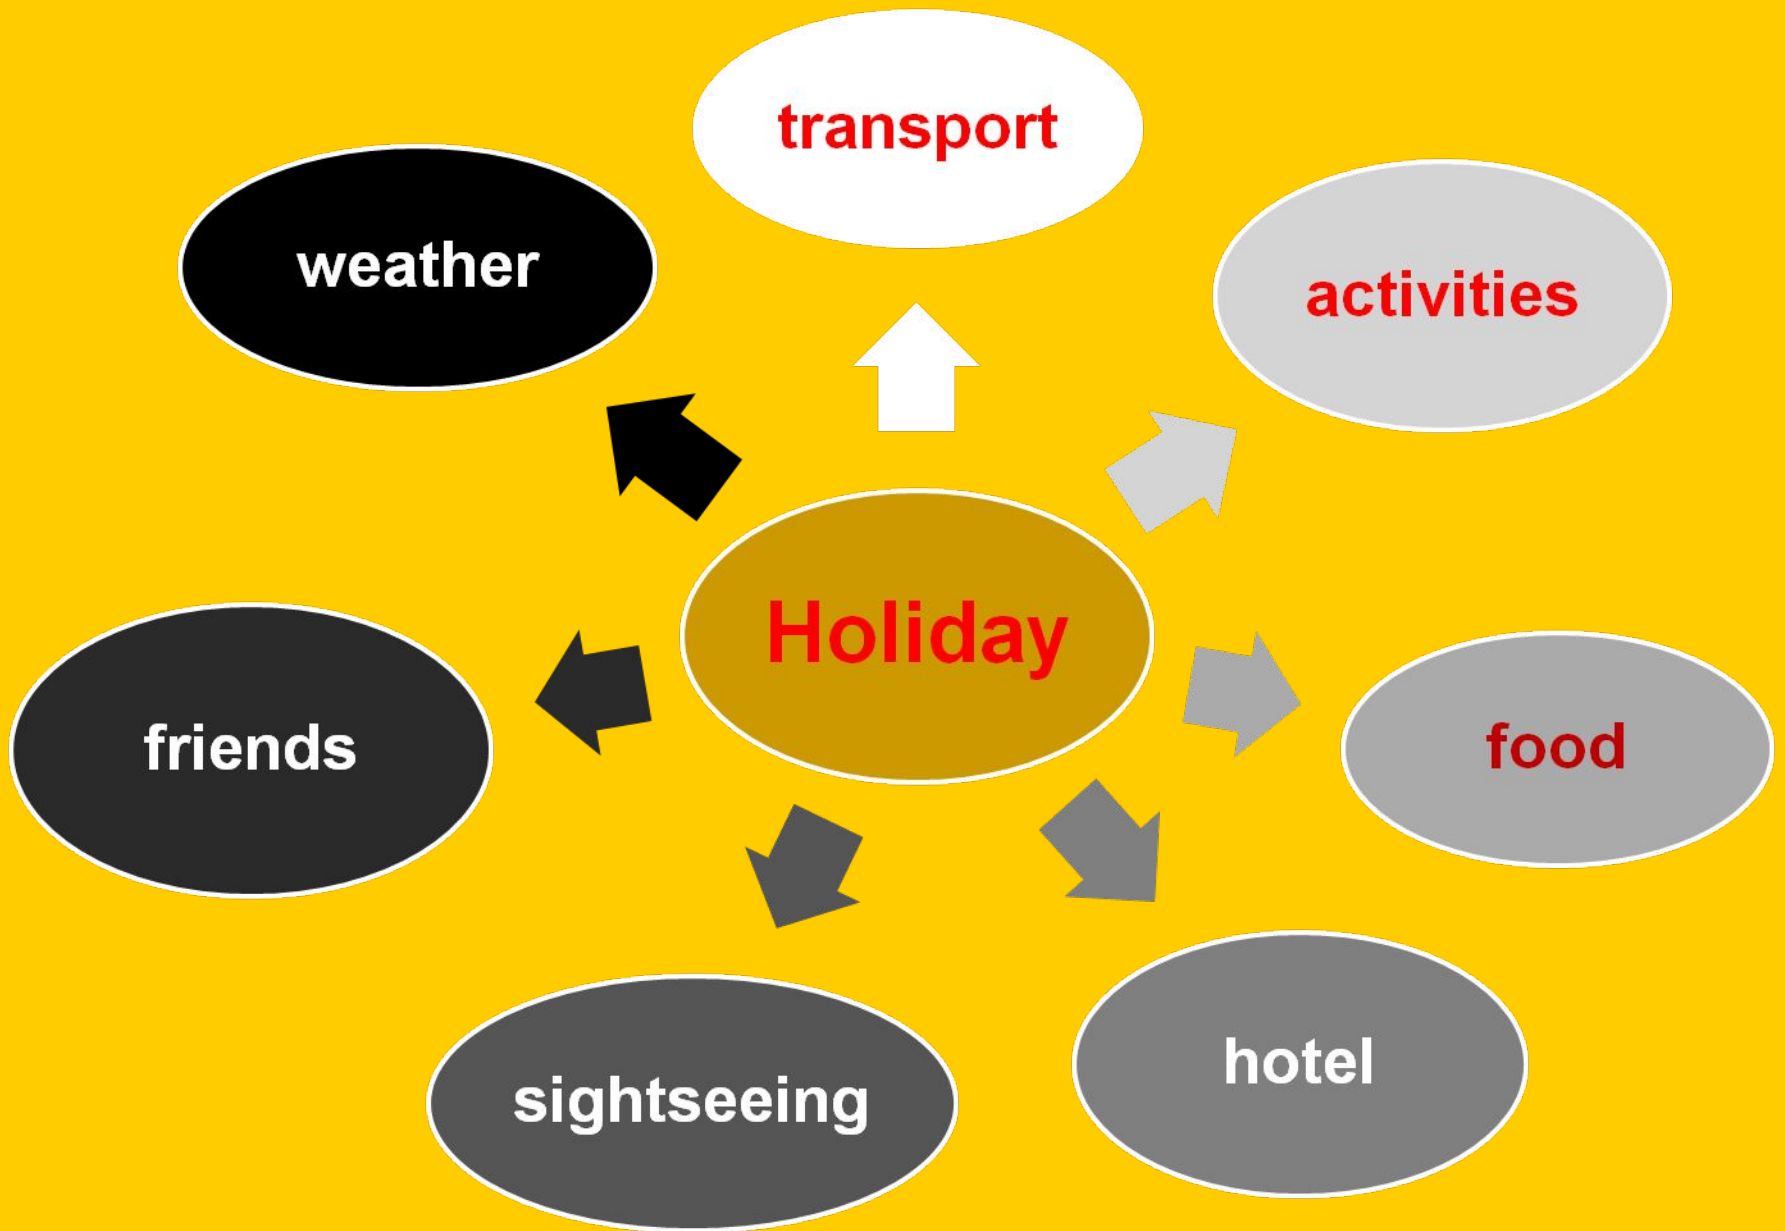 transport
weather
activities
Holiday
friends
food
hotel
sightseeing